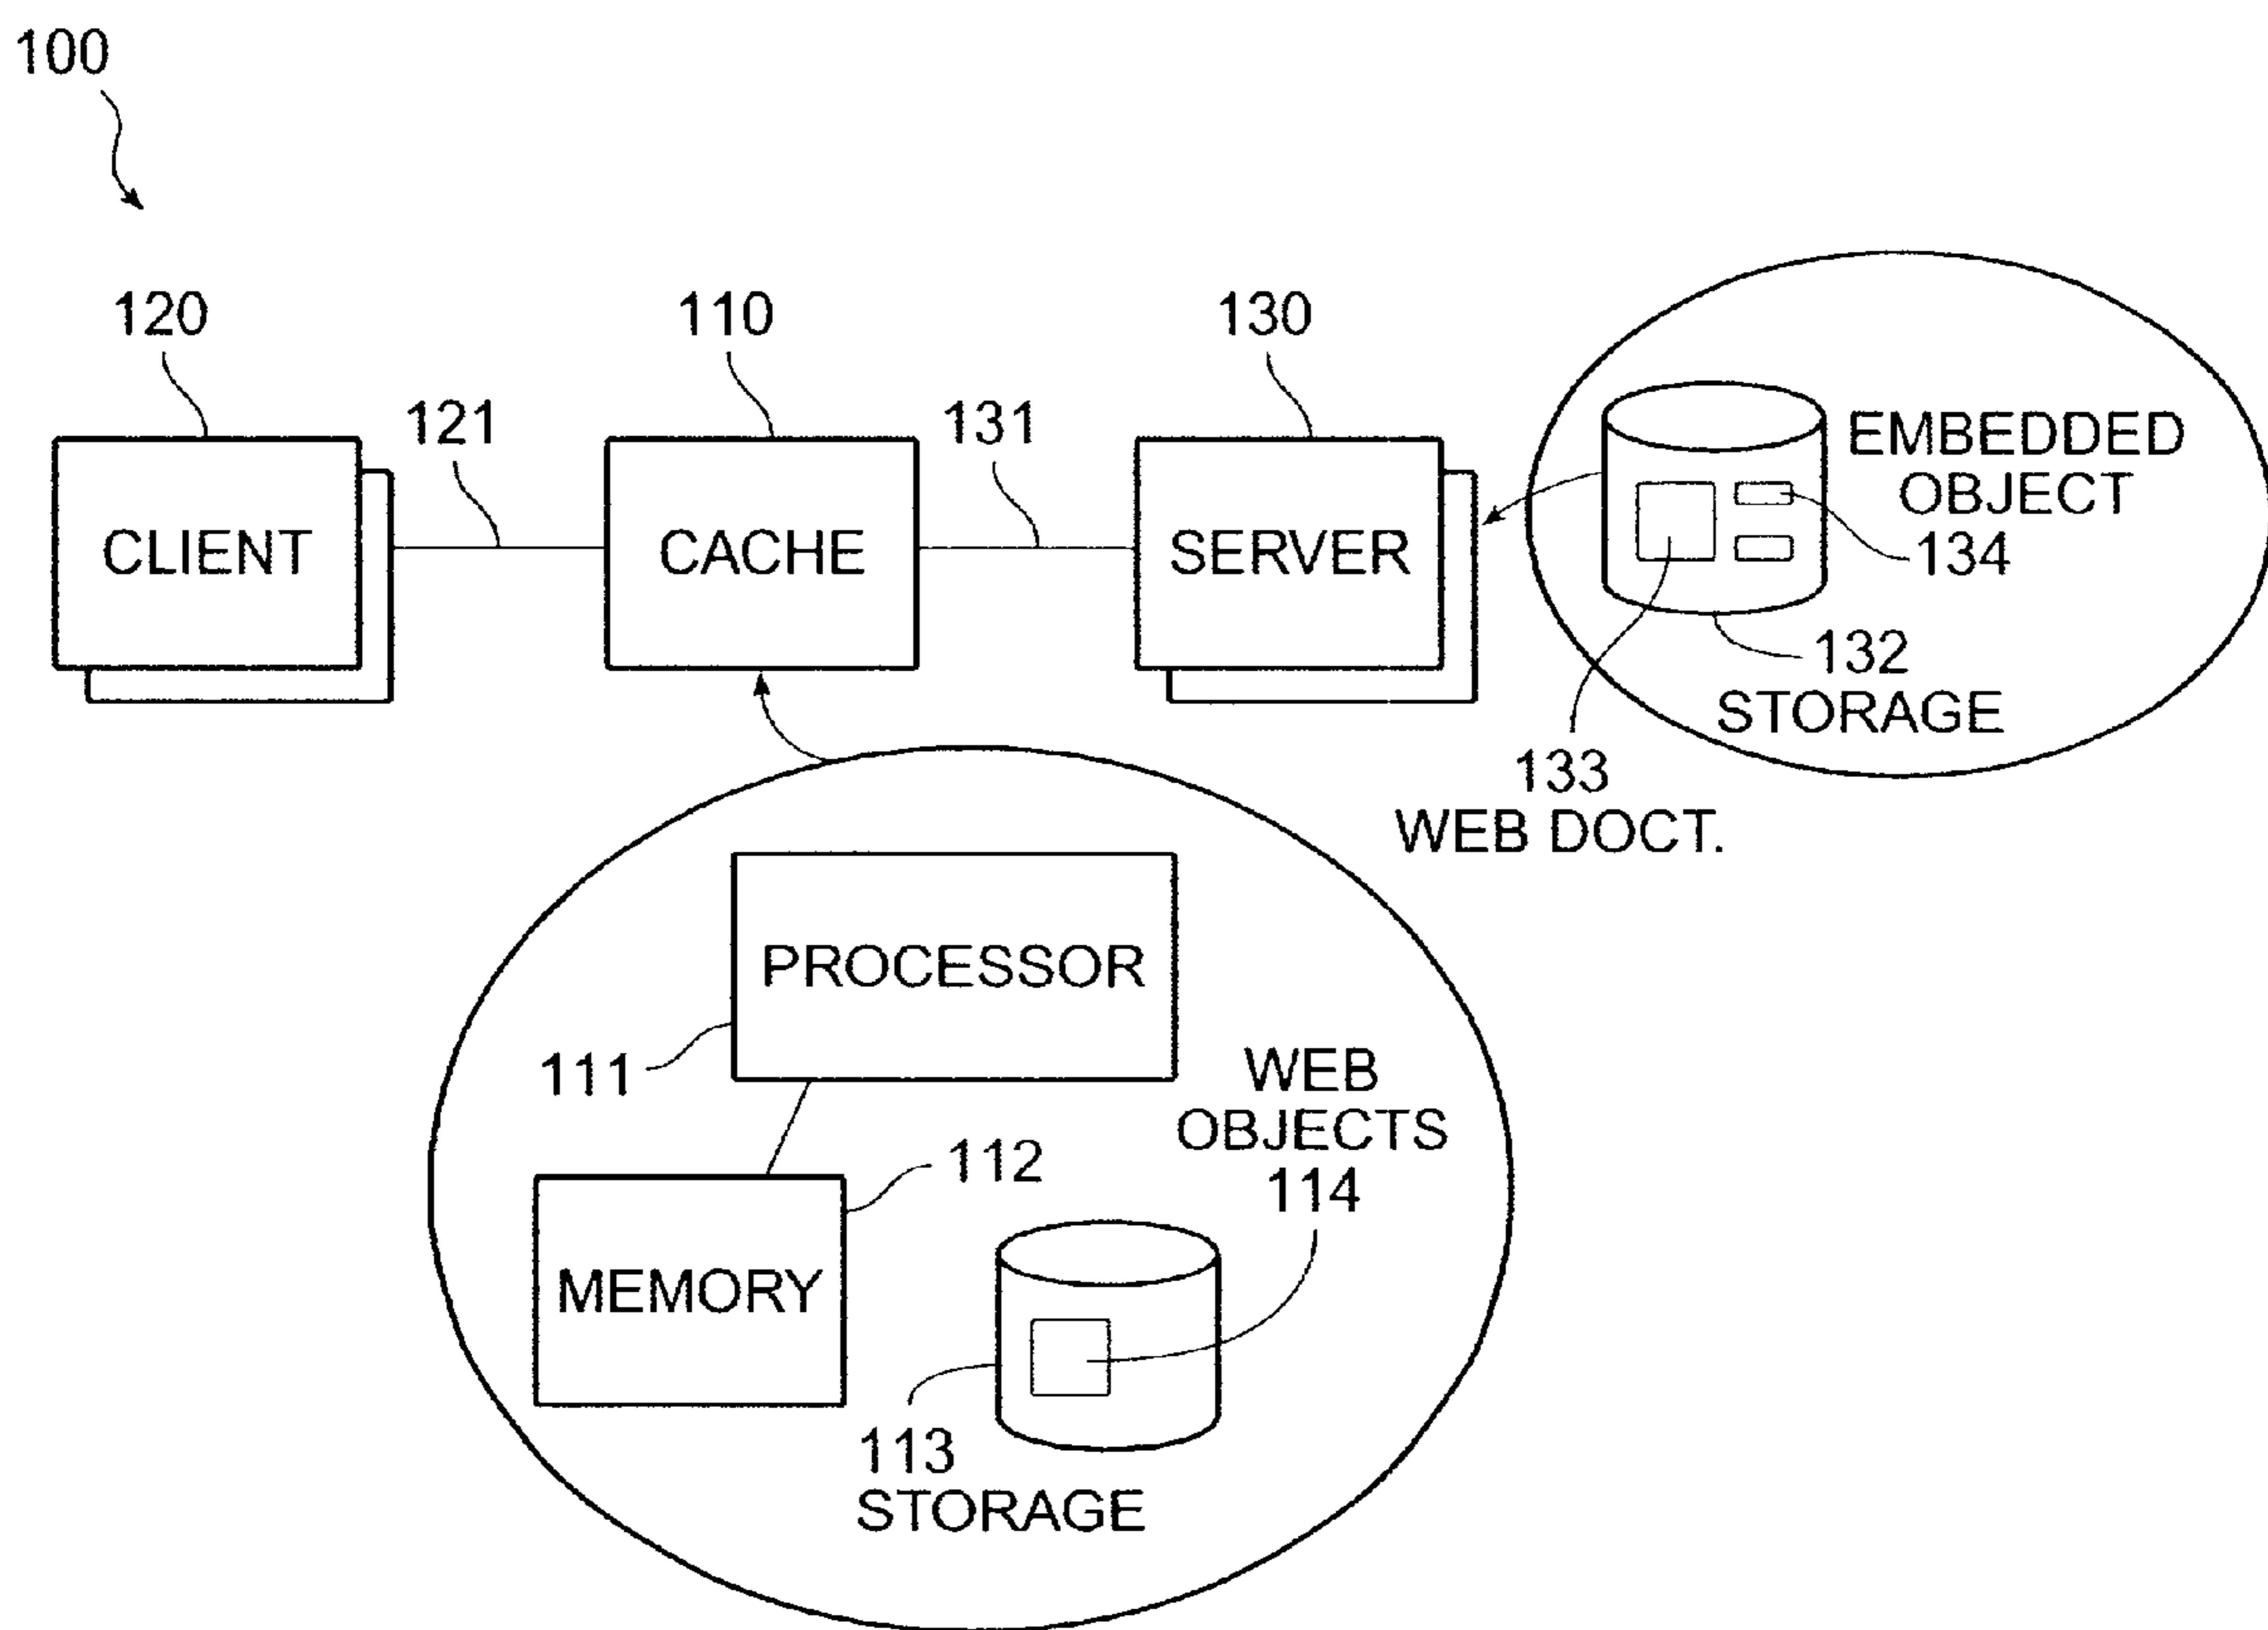 100
120
110
130
121
131
CLIENT
CACHE
SERVER
EMBEDDED
OBJECT
134
132
STORAGE
133
WEB DOCT.
PROCESSOR
111
WEB
OBJECTS
114
112
MEMORY
113
STORAGE